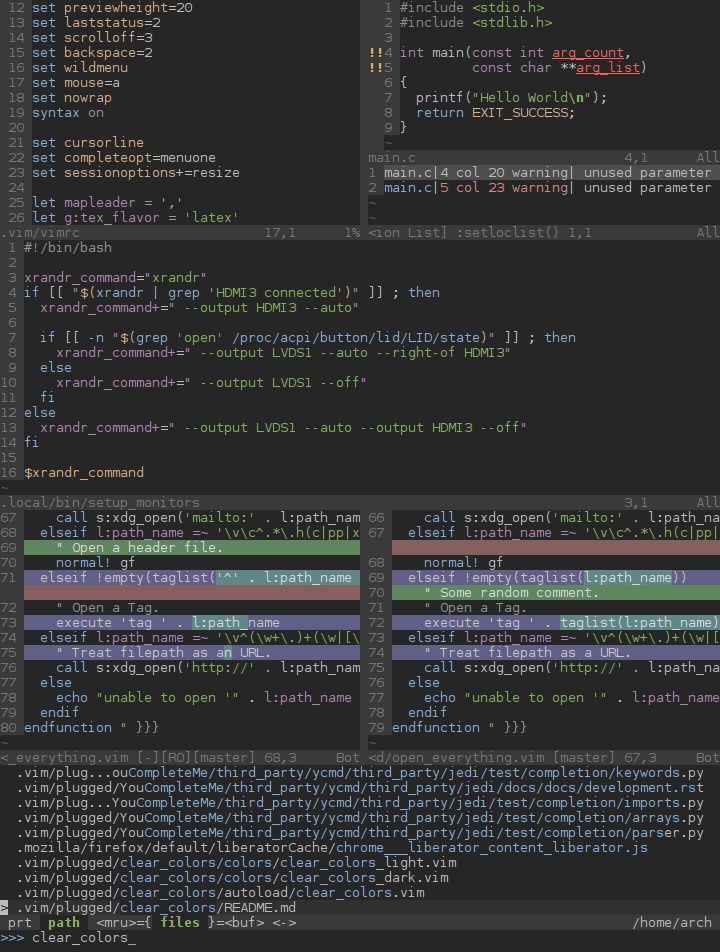 12 set previewheight=20
13 set laststatus=2
14 set scrolloff=3
15 set backspace=2
16 set wildmenu
17 set mouse=a
18 set nowrap
19 syntax on
20
21 set cursorline
22 set completeopt=menuone
23 set sessionoptions+=resize
24
25 let mapleader = ','
26 let g:tex_flavor = 'latex'
.vim/vimrc 17,1 1%
1 #include <stdio.h>
2 #include <stdlib.h>
3
!!4 int main(const int arg_count,
!!5 const char **arg_list)
6 {
7 printf("Hello World\n");
8 return EXIT_SUCCESS;
9 }
~
main.c 4,1 All
1 main.c|4 col 20 warning| unused parameter
2 main.c|5 col 23 warning| unused parameter
~
~
<ion List] :setloclist() 1,1 All
1 #!/bin/bash
2
3 xrandr_command="xrandr"
4 if [[ "$(xrandr | grep 'HDMI3 connected')" ]] ; then
5 xrandr_command+=" --output HDMI3 --auto"
6
7 if [[ -n "$(grep 'open' /proc/acpi/button/lid/LID/state)" ]] ; then
8 xrandr_command+=" --output LVDS1 --auto --right-of HDMI3"
9 else
10 xrandr_command+=" --output LVDS1 --off"
11 fi
12 else
13 xrandr_command+=" --output LVDS1 --auto --output HDMI3 --off"
14 fi
15
16 $xrandr_command
~
.local/bin/setup_monitors 3,1 All
67 call s:xdg_open('mailto:' . l:path_nam
68 elseif l:path_name =~ '\v\c^.*\.h(c|pp|x
69 " Open a header file.
70 normal! gf
71 elseif !empty(taglist('^' . l:path_name
72 " Open a Tag.
73 execute 'tag ' . l:path_name
74 elseif l:path_name =~ '\v^(\w+\.)+(\w|[\
75 " Treat filepath as an URL.
76 call s:xdg_open('http://' . l:path_nam
77 else
78 echo "unable to open '" . l:path_name
79 endif
80 endfunction " }}}
~
<_everything.vim [-][RO][master] 68,3 Bot
66 call s:xdg_open('mailto:' . l:path_na
67 elseif l:path_name =~ '\v\c^.*\.h(c|pp|
68 normal! gf
69 elseif !empty(taglist(l:path_name))
70 " Some random comment.
71 " Open a Tag.
72 execute 'tag ' . taglist(l:path_name)
73 elseif l:path_name =~ '\v^(\w+\.)+(\w|[
74 " Treat filepath as a URL.
75 call s:xdg_open('http://' . l:path_na
76 else
77 echo "unable to open '" . l:path_name
78 endif
79 endfunction " }}}
~
<d/open_everything.vim [master] 67,3 Bot
.vim/plug...ouCompleteMe/third_party/ycmd/third_party/jedi/test/completion/keywords.py
.vim/plugged/YouCompleteMe/third_party/ycmd/third_party/jedi/docs/docs/development.rst
.vim/plug...YouCompleteMe/third_party/ycmd/third_party/jedi/test/completion/imports.py
.vim/plugged/YouCompleteMe/third_party/ycmd/third_party/jedi/test/completion/arrays.py
.vim/plugged/YouCompleteMe/third_party/ycmd/third_party/jedi/test/completion/parser.py
.mozilla/firefox/default/liberatorCache/chrome___liberator_content_liberator.js
.vim/plugged/clear_colors/colors/clear_colors_light.vim
.vim/plugged/clear_colors/colors/clear_colors_dark.vim
.vim/plugged/clear_colors/autoload/clear_colors.vim
> .vim/plugged/clear_colors/README.md
prt path <mru>={ files }=<buf> <-> /home/arch
>>> clear_colors_